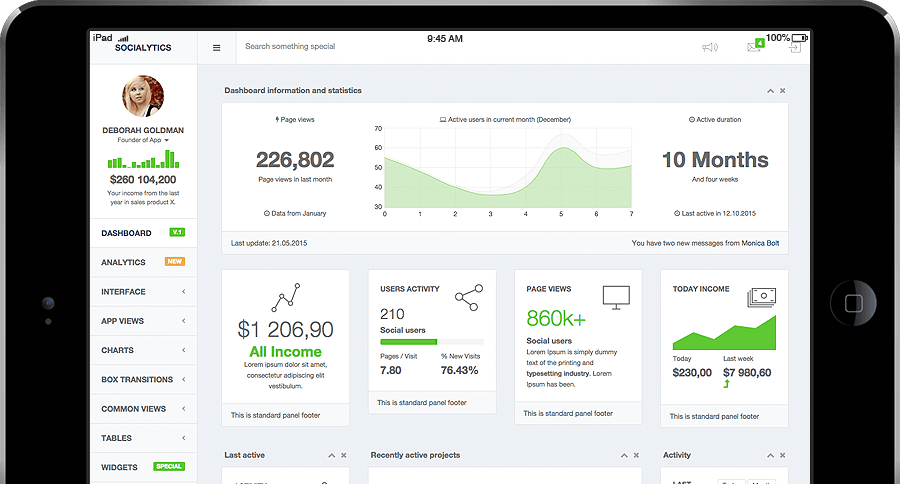 iPad
9:45 AM
100%
SOCIALYTICS
Search something special
4
DEBORAH GOLDMAN
Founder of App
$260 104,200
Your income from the last
year in sales product X.
DASHBOARD V.1
ANALYTICS NEW
INTERFACE
APP VIEWS
CHARTS
BOX TRANSITIONS
COMMON VIEWS
TABLES
WIDGETS SPECIAL
Dashboard information and statistics
Page views
226,802
Page views in last month
Data from January
Active users in current month (December)
70
60
50
40
30
0 1 2 3 4 5 6 7
Active duration
10 Months
And four weeks
Last active in 12.10.2015
Last update: 21.05.2015
You have two new messages from Monica Bolt
$1 206,90
All Income
Lorem ipsum dolor sit amet,
consectetur adipiscing elit
vestibulum.
This is standard panel footer
USERS ACTIVITY
210
Social users
Pages / Visit % New Visits
7.80 76.43%
This is standard panel footer
PAGE VIEWS
860k+
Social users
Lorem Ipsum is simply dummy
text of the printing and
typesetting industry. Lorem
Ipsum has been.
This is standard panel footer
TODAY INCOME
Today Last week
$230,00 $7 980,60
This is standard panel footer
Last active
Recently active projects
Activity
LAST